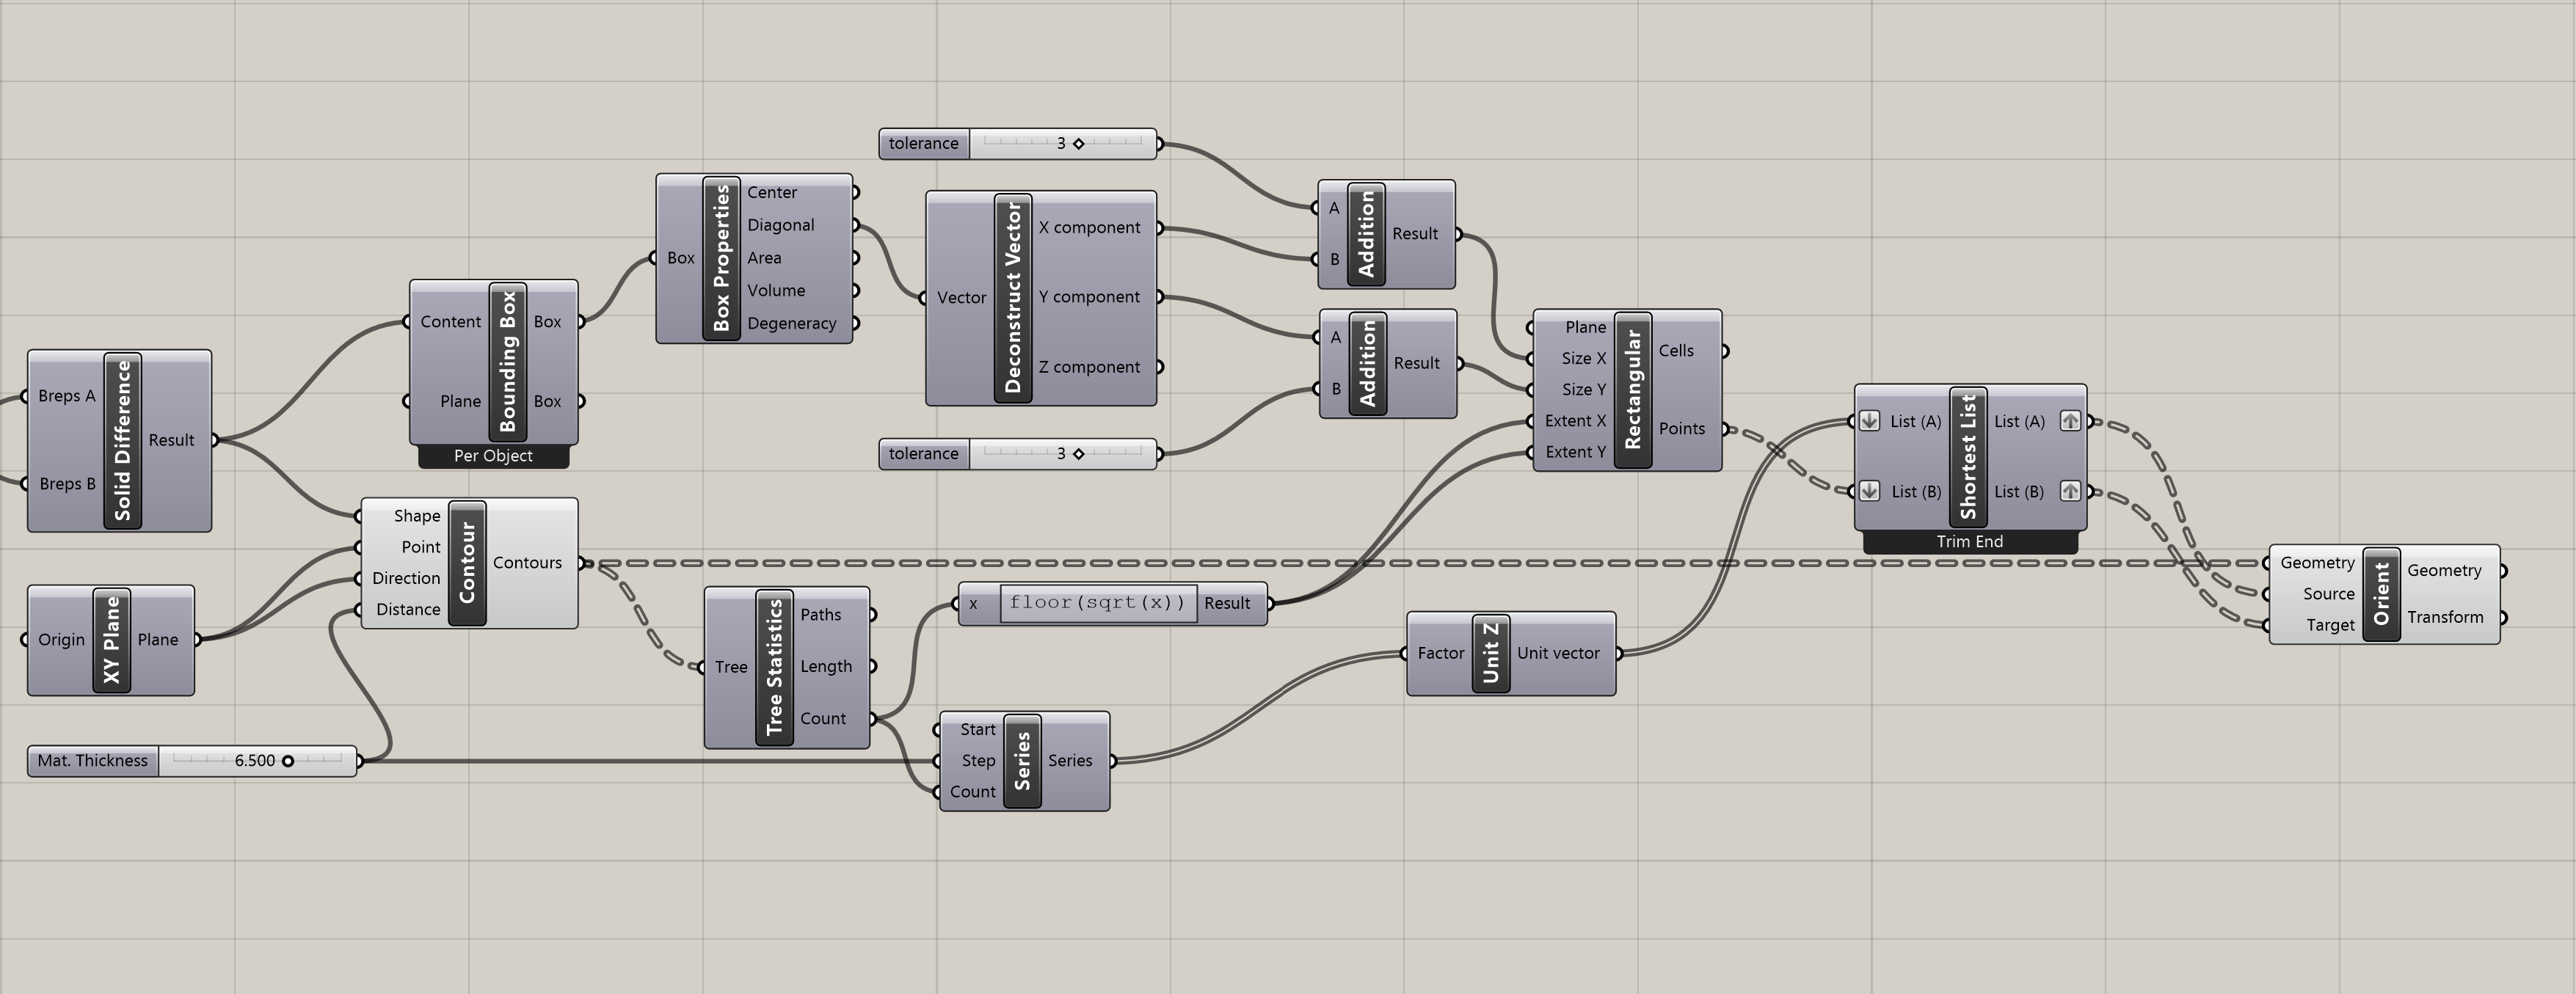 tolerance
3
Box
Box Properties
Center
Diagonal
Area
Volume
Degeneracy
Vector
Deconstruct Vector
X component
Y component
Z component
A
B
Addition
Result
A
B
Addition
Result
tolerance
3
Content
Plane
Bounding Box
Box
Box
Per Object
Plane
Size X
Size Y
Extent X
Extent Y
Rectangular
Cells
Points
Breps A
Breps B
Solid Difference
Result
List (A)
List (B)
Shortest List
List (A)
List (B)
Trim End
Shape
Point
Direction
Distance
Contour
Contours
Origin
XY Plane
Plane
Tree
Tree Statistics
Paths
Length
Count
x
floor(sqrt(x))
Result
Factor
Unit Z
Unit vector
Geometry
Source
Target
Orient
Geometry
Transform
Mat. Thickness
6.500
Start
Step
Count
Series
Series